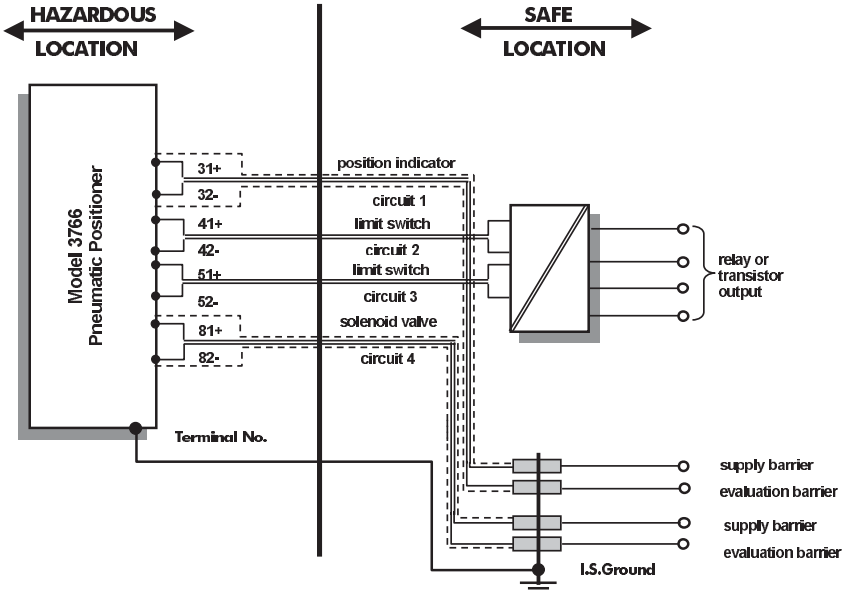 HAZARDOUS
LOCATION
SAFE
LOCATION
Model 3766
Pneumatic Positioner
31+
32-
41+
42-
51+
52-
81+
82-
position indicator
circuit 1
limit switch
circuit 2
limit switch
circuit 3
solenoid valve
circuit 4
relay or
transistor
output
Terminal No.
supply barrier
evaluation barrier
supply barrier
evaluation barrier
I.S.Ground